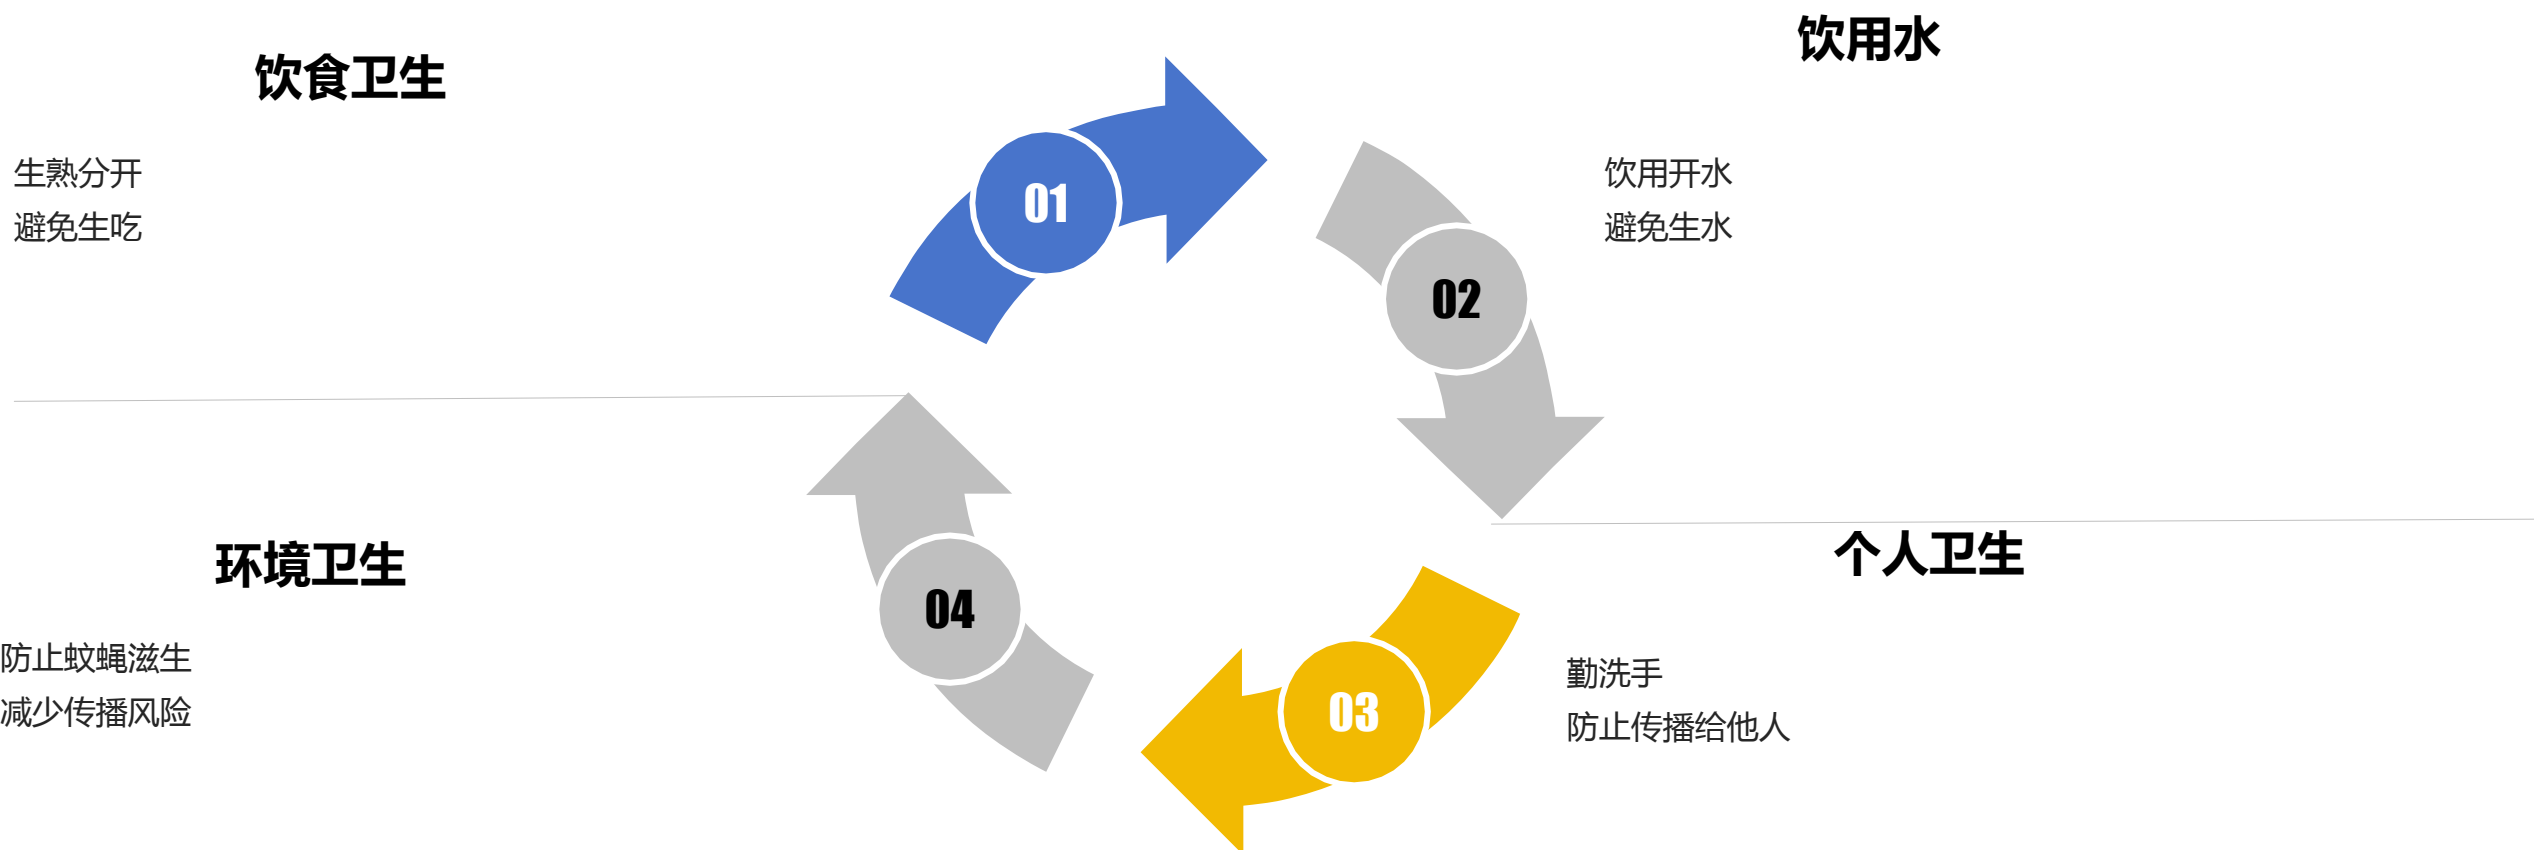 饮食卫生
生熟分开
避免生吃
01
饮用水
饮用开水
避免生水
02
个人卫生
勤洗手
防止传播给他人
03
环境卫生
防止蚊蝇滋生
减少传播风险
04